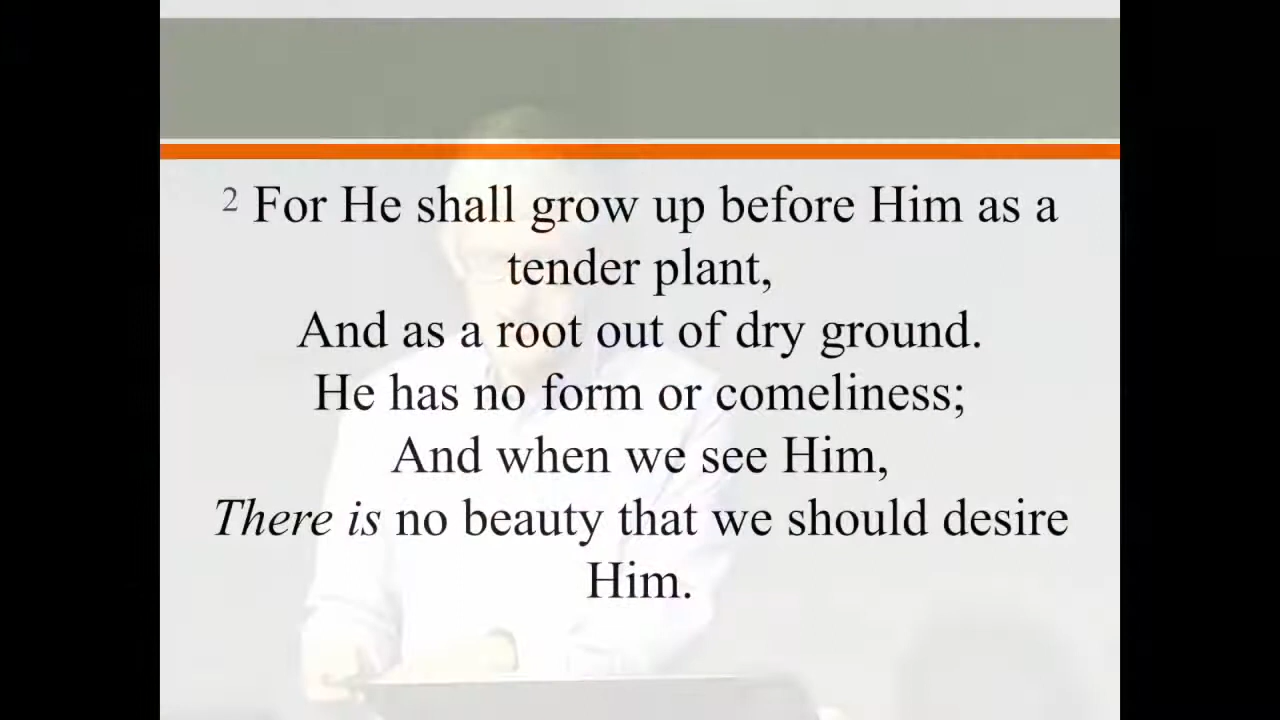 2 For He shall grow up before Him as a
tender plant,
And as a root out of dry ground.
He has no form or comeliness;
And when we see Him,
There is no beauty that we should desire
Him.